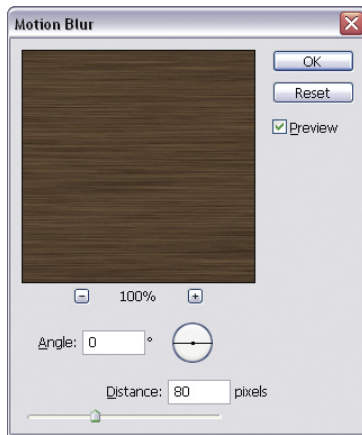 Motion Blur
OK
Reset
Preview
100%
Angle: 0 °
Distance: 80 pixels